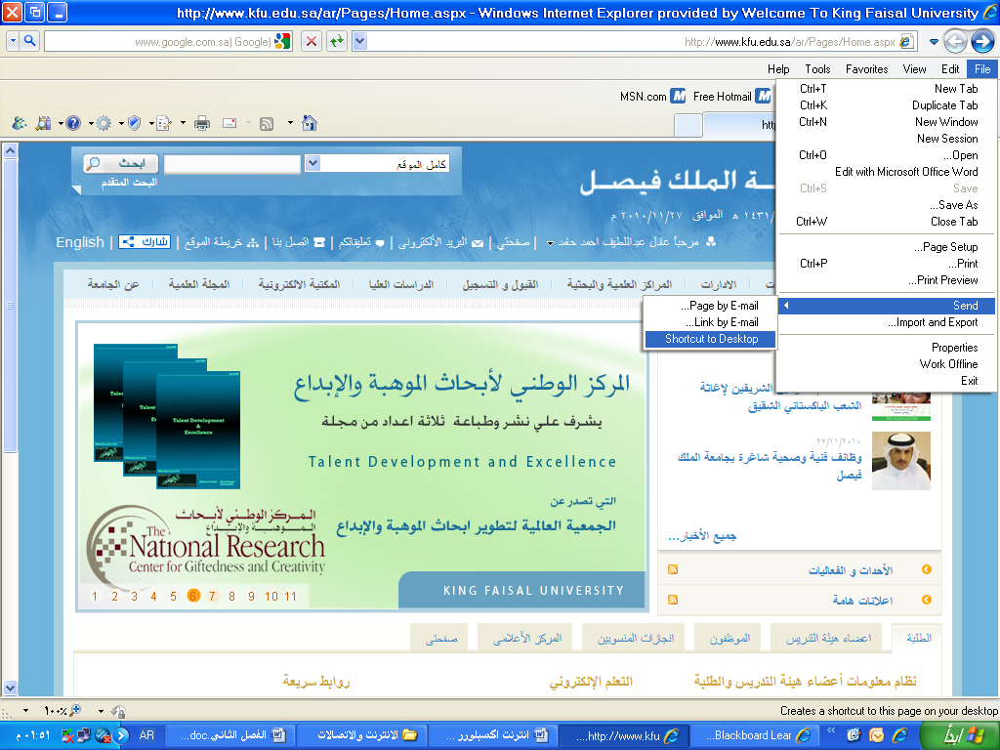 http://www.kfu.edu.sa/ar/Pages/Home.aspx - Windows Internet Explorer provided by Welcome To King Faisal University
http://www.kfu.edu.sa/ar/Pages/Home.aspx
www.google.com.sa) Google)
File Edit View Favorites Tools Help
Free Hotmail MSN.com
New Tab Ctrl+T
Duplicate Tab Ctrl+K
New Window Ctrl+N
New Session
...Open Ctrl+O
Edit with Microsoft Office Word
Save Ctrl+S
...Save As
Close Tab Ctrl+W
...Page Setup
...Print Ctrl+P
...Print Preview
Send
...Import and Export
Properties
Work Offline
Exit
...Page by E-mail
...Link by E-mail
Shortcut to Desktop
كامل الموقع
ابحث
البحث المتقدم
ـة الملك فيصـل
١٤٣١/ هـ الموافق ٢٠١٠/١١/٢٧ م
مرحباً عادل عبداللطيف احمد حامد | صفحتي | البريد الألكترونى | تعليقاتكم | اتصل بنا | خريطة الموقع | شارك | English
الادارات المراكز العلمية والبحثية القبول و التسجيل الدراسات العليا المكتبة الالكترونية المجلة العلمية عن الجامعة
المركز الوطني لأبحاث الموهبة والإبداع
يشرف علي نشر وطباعة ثلاثة اعداد من مجلة
Talent Development and Excellence
التي تصدر عن
الجمعية العالمية لتطوير ابحاث الموهبة والإبداع
KING FAISAL UNIVERSITY
Talent Development
&
Excellence
المركز الوطني لأبحاث
الموهبة والإبداع
The
National Research
Center for Giftedness and Creativity
1 2 3 4 5 6 7 8 9 10 11
الشريفين لإغاثة
الشعب الباكستاني الشقيق
٢٧/١١/٢٠١٠
وظائف فنية وصحية شاغرة بجامعة الملك
فيصل
جميع الأخبار...
الأحداث و الفعاليات
اعلانات هامة
الطلبة اعضاء هيئة التدريس الموظفون انجازات المنسوبين المركز الأعلامى صفحتى
نظام معلومات أعضاء هيئة التدريس والطلبة التعلم الإلكتروني روابط سريعة
Creates a shortcut to this page on your desktop
١٠٠%
ابدأ
...Blackboard Lear
...http://www.kfu
انترنت اكسبلورر ...
الانترنت والاتصالات
الفصل الثاني.doc...
AR
٠١:٥١ م